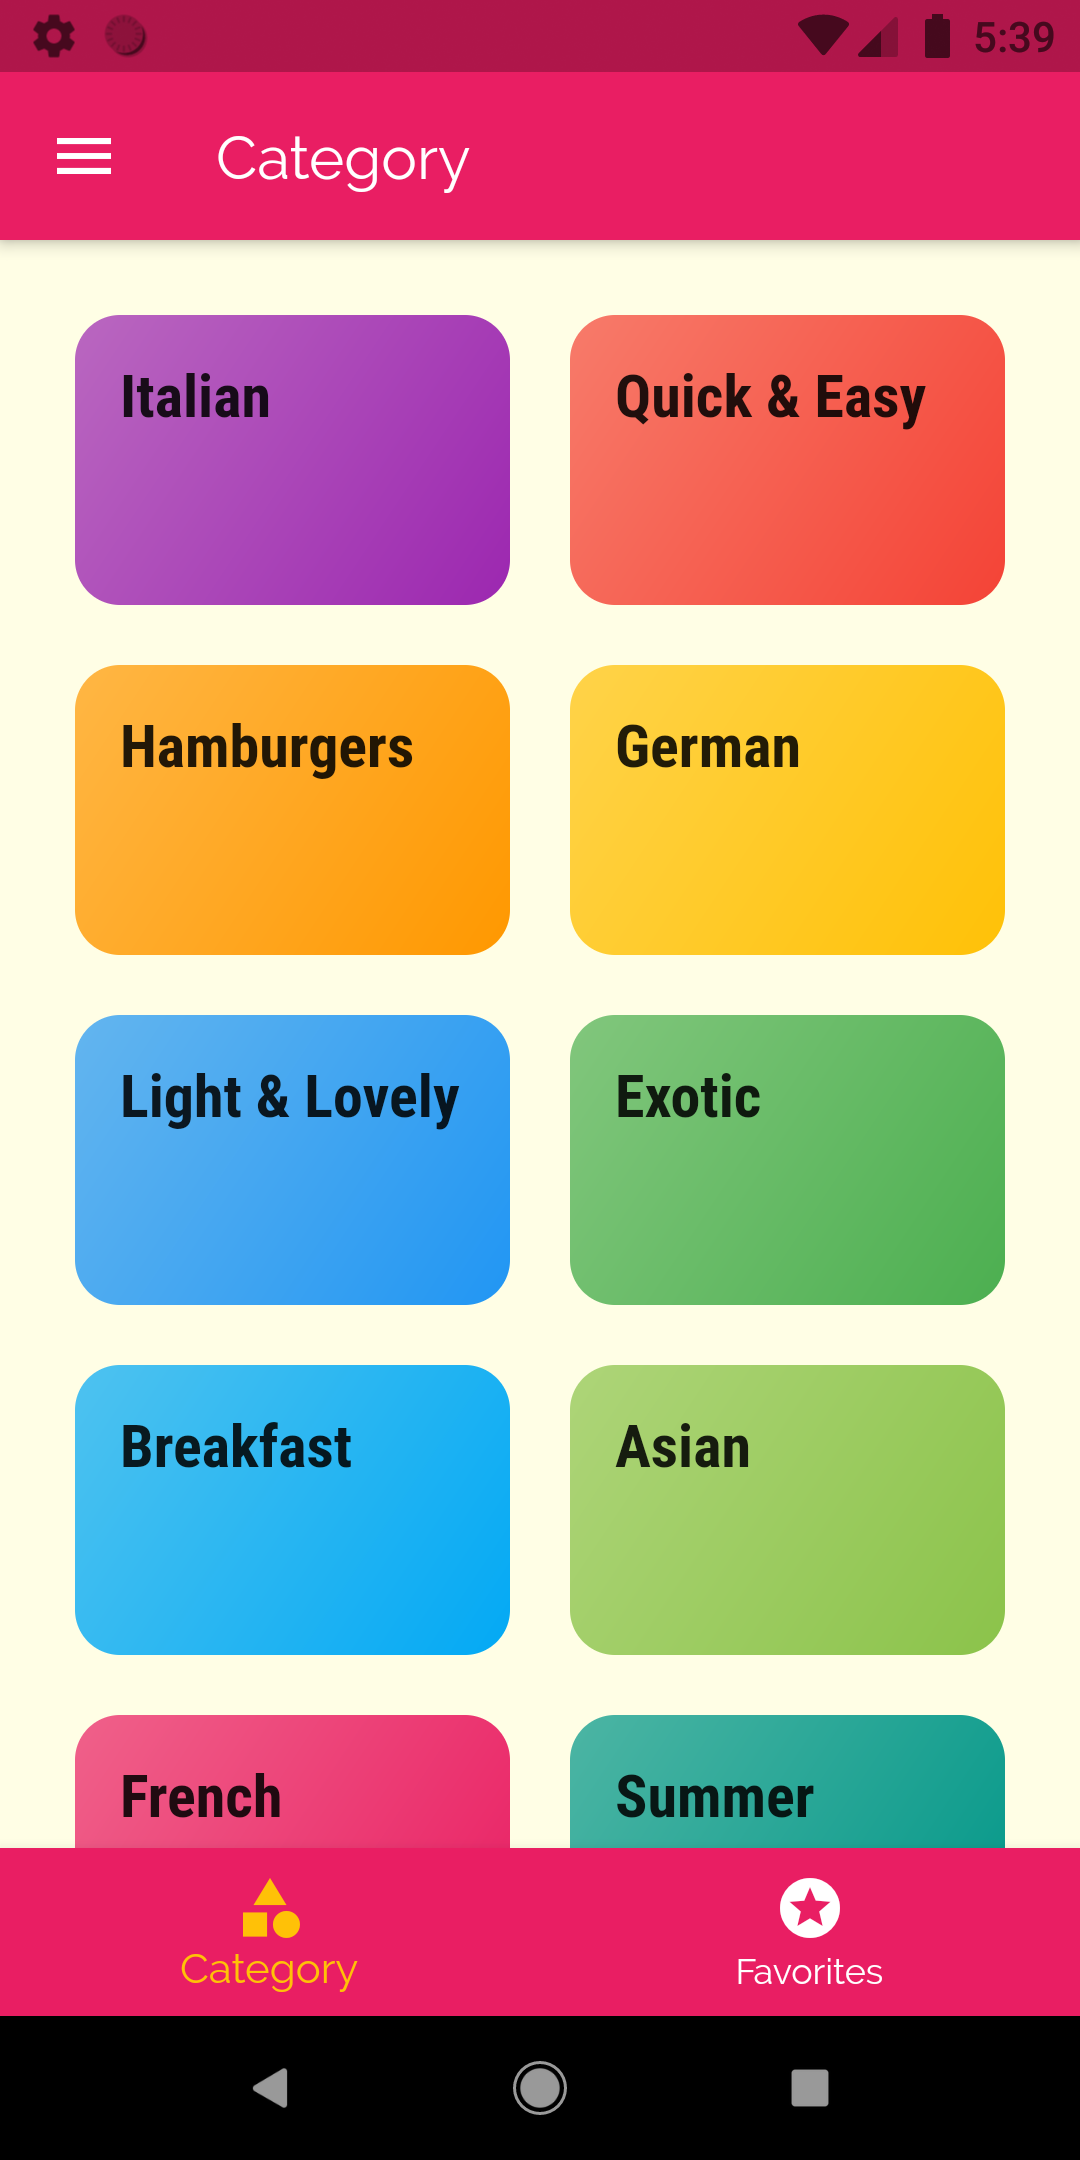 5:39
Category
Italian
Quick & Easy
Hamburgers
German
Light & Lovely
Exotic
Breakfast
Asian
French
Summer
Category
Favorites